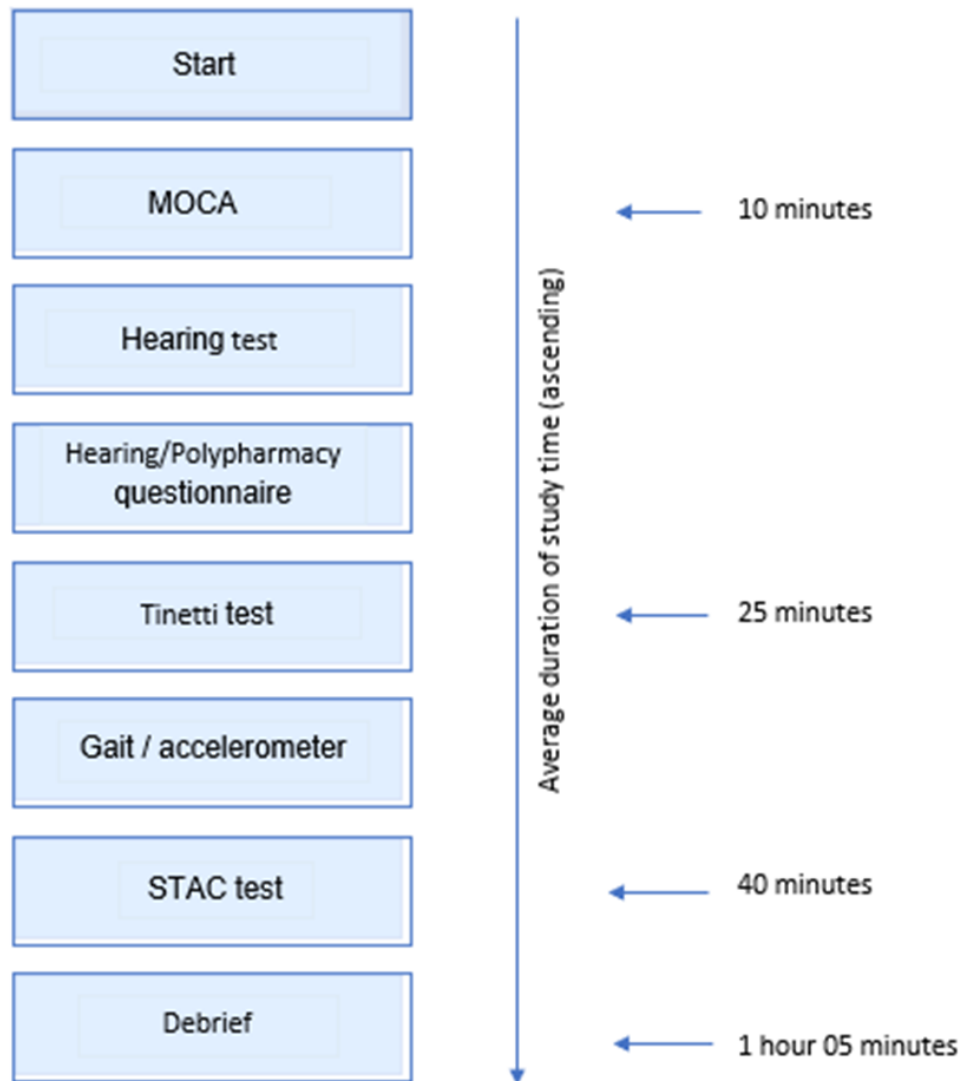 Start
MOCA
10 minutes
Hearing test
Hearing/Polypharmacy
questionnaire
Average duration of study time (ascending)
Tinetti test
25 minutes
Gait / accelerometer
STAC test
40 minutes
Debrief
1 hour 05 minutes